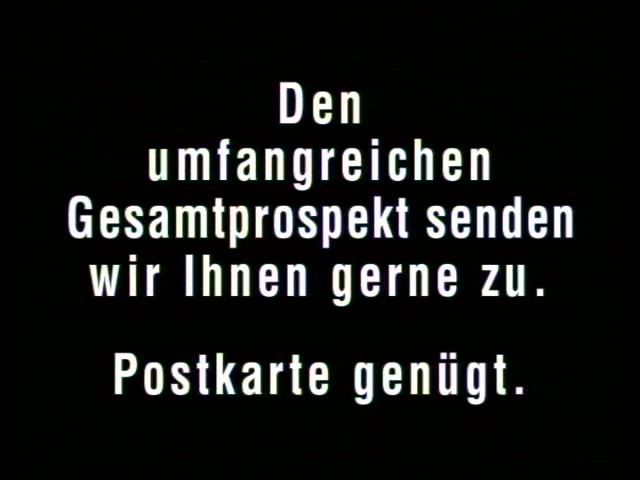 Den
umfangreichen
Gesamtprospekt senden
wir Ihnen gerne zu.
Postkarte genügt.